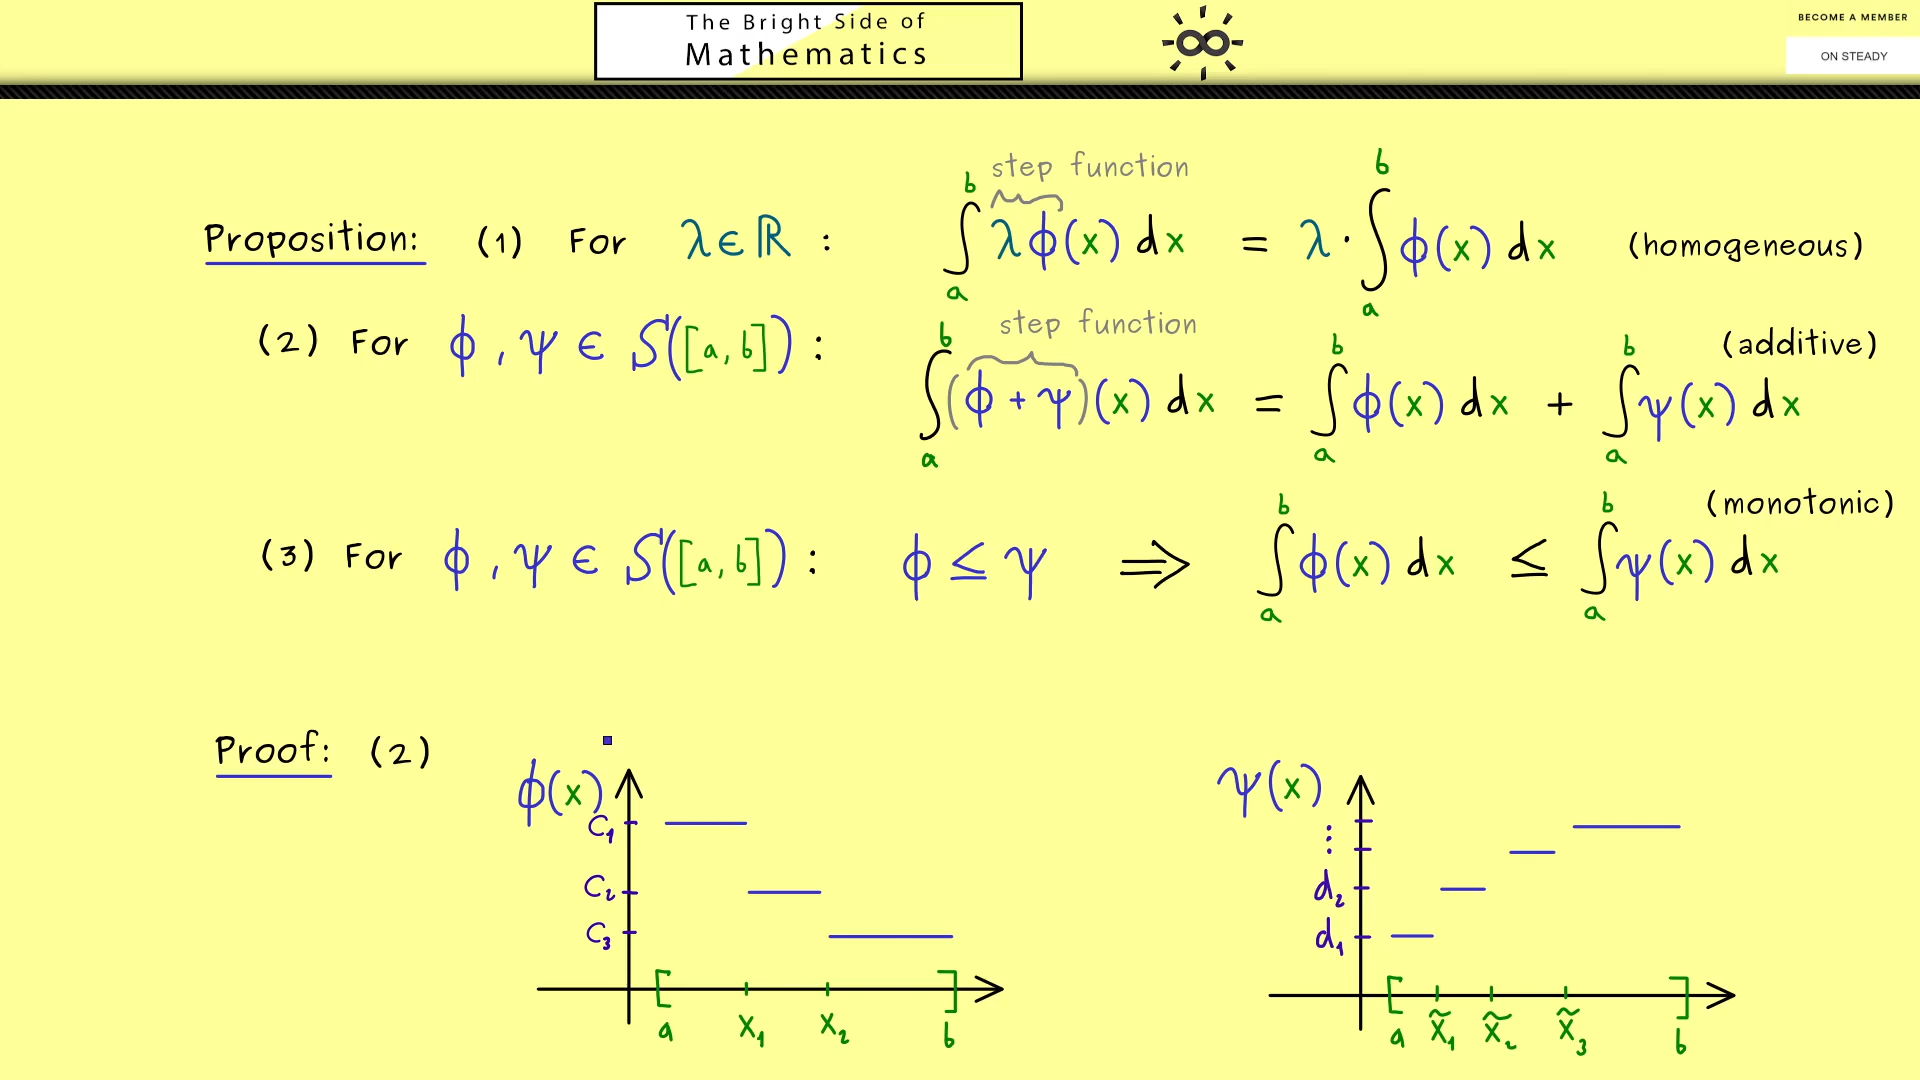 The Bright Side of
Mathematics
BECOME A MEMBER
ON STEADY
step function
Proposition: (1) For λ ∈ ℝ : ∫_a^b λ ϕ(x) dx = λ · ∫_a^b ϕ(x) dx (homogeneous)
(2) For ϕ , ψ ∈ S([a, b]) : step function (additive)
∫_a^b (ϕ + ψ)(x) dx = ∫_a^b ϕ(x) dx + ∫_a^b ψ(x) dx
(monotonic)
(3) For ϕ , ψ ∈ S([a, b]) : ϕ ≤ ψ ⟹ ∫_a^b ϕ(x) dx ≤ ∫_a^b ψ(x) dx
Proof: (2)
ϕ(x)
C₁
C₂
C₃
[ ]
a x₁ x₂ b
ψ(x)
⋮
d₂
d₁
[ ]
a x̃₁ x̃₂ x̃₃ b